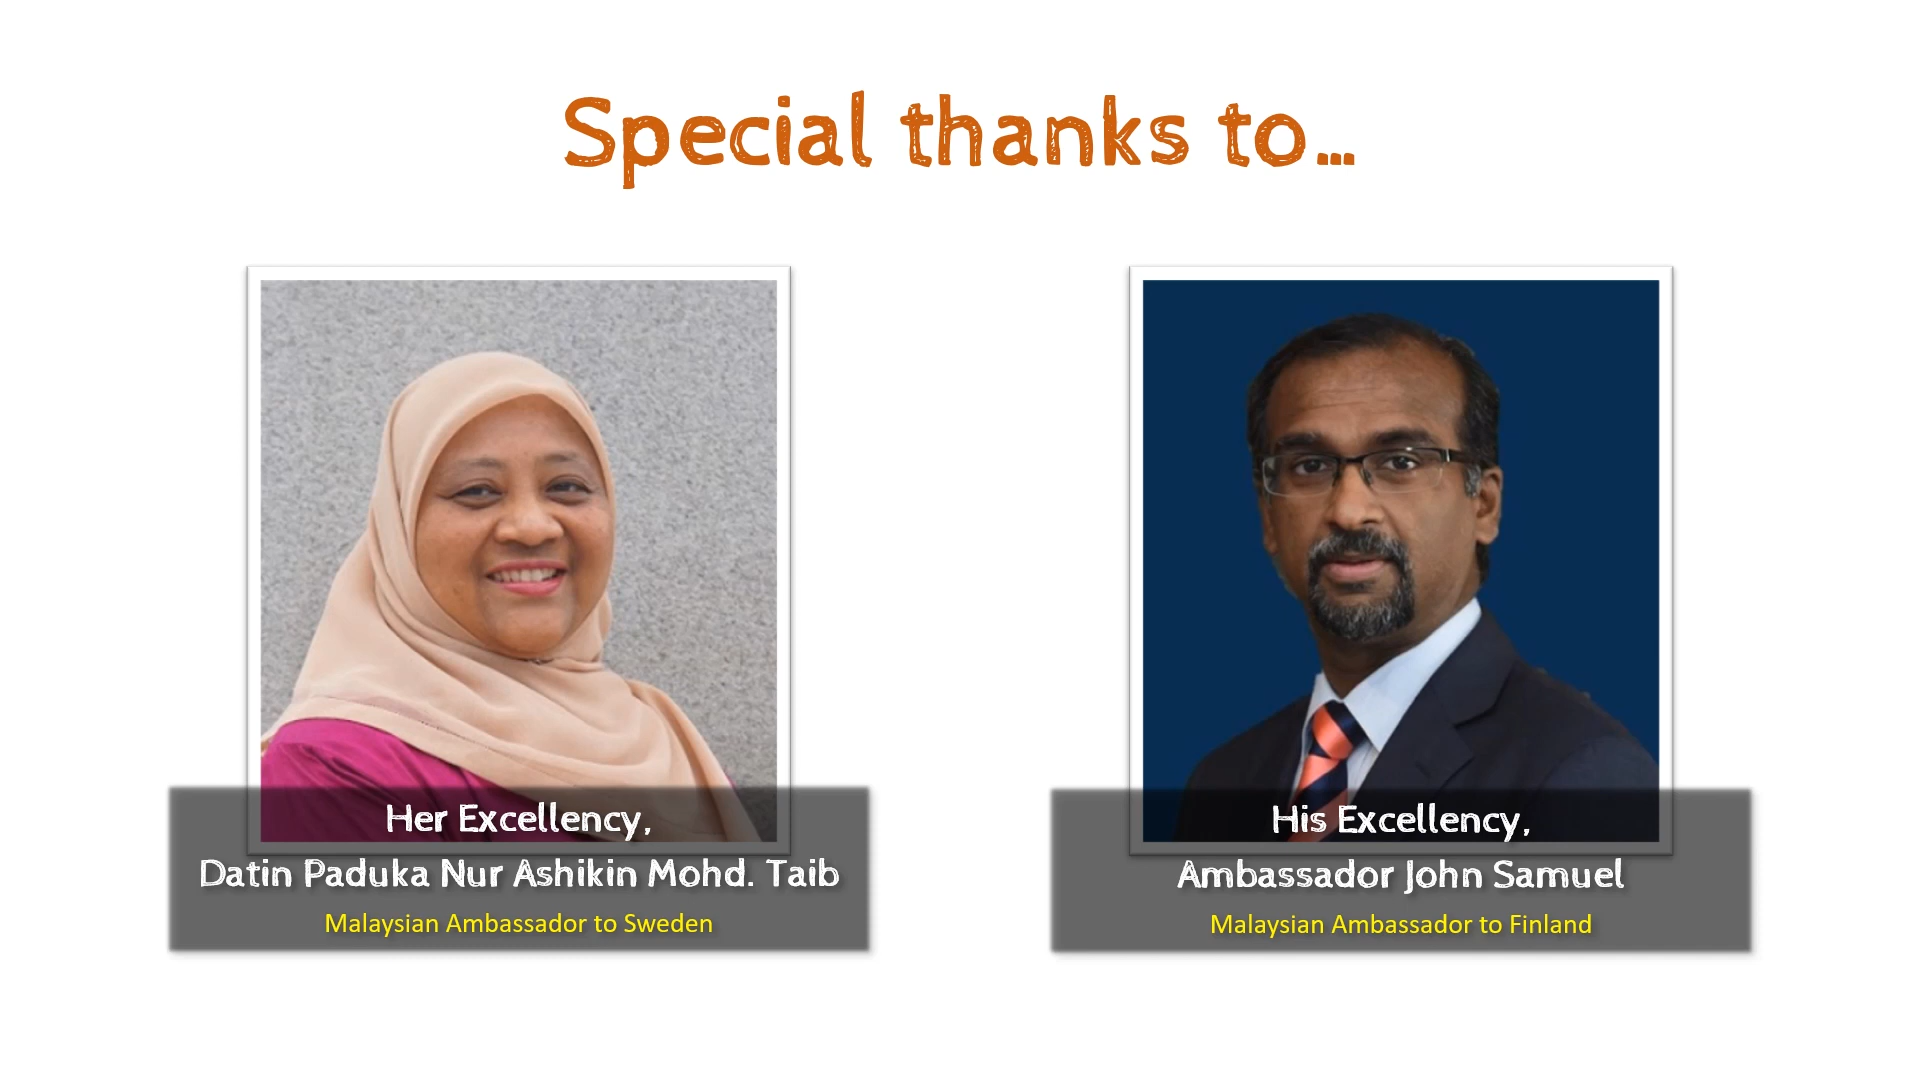 Special thanks to...
Her Excellency,
Datin Paduka Nur Ashikin Mohd. Taib
Malaysian Ambassador to Sweden
His Excellency,
Ambassador John Samuel
Malaysian Ambassador to Finland